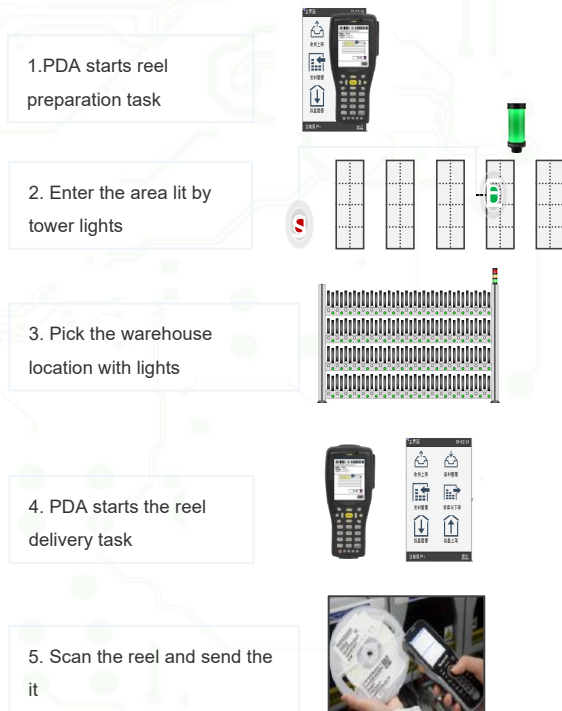 1.PDA starts reel
preparation task
2. Enter the area lit by
tower lights
3. Pick the warehouse
location with lights
4. PDA starts the reel
delivery task
5. Scan the reel and send the
it